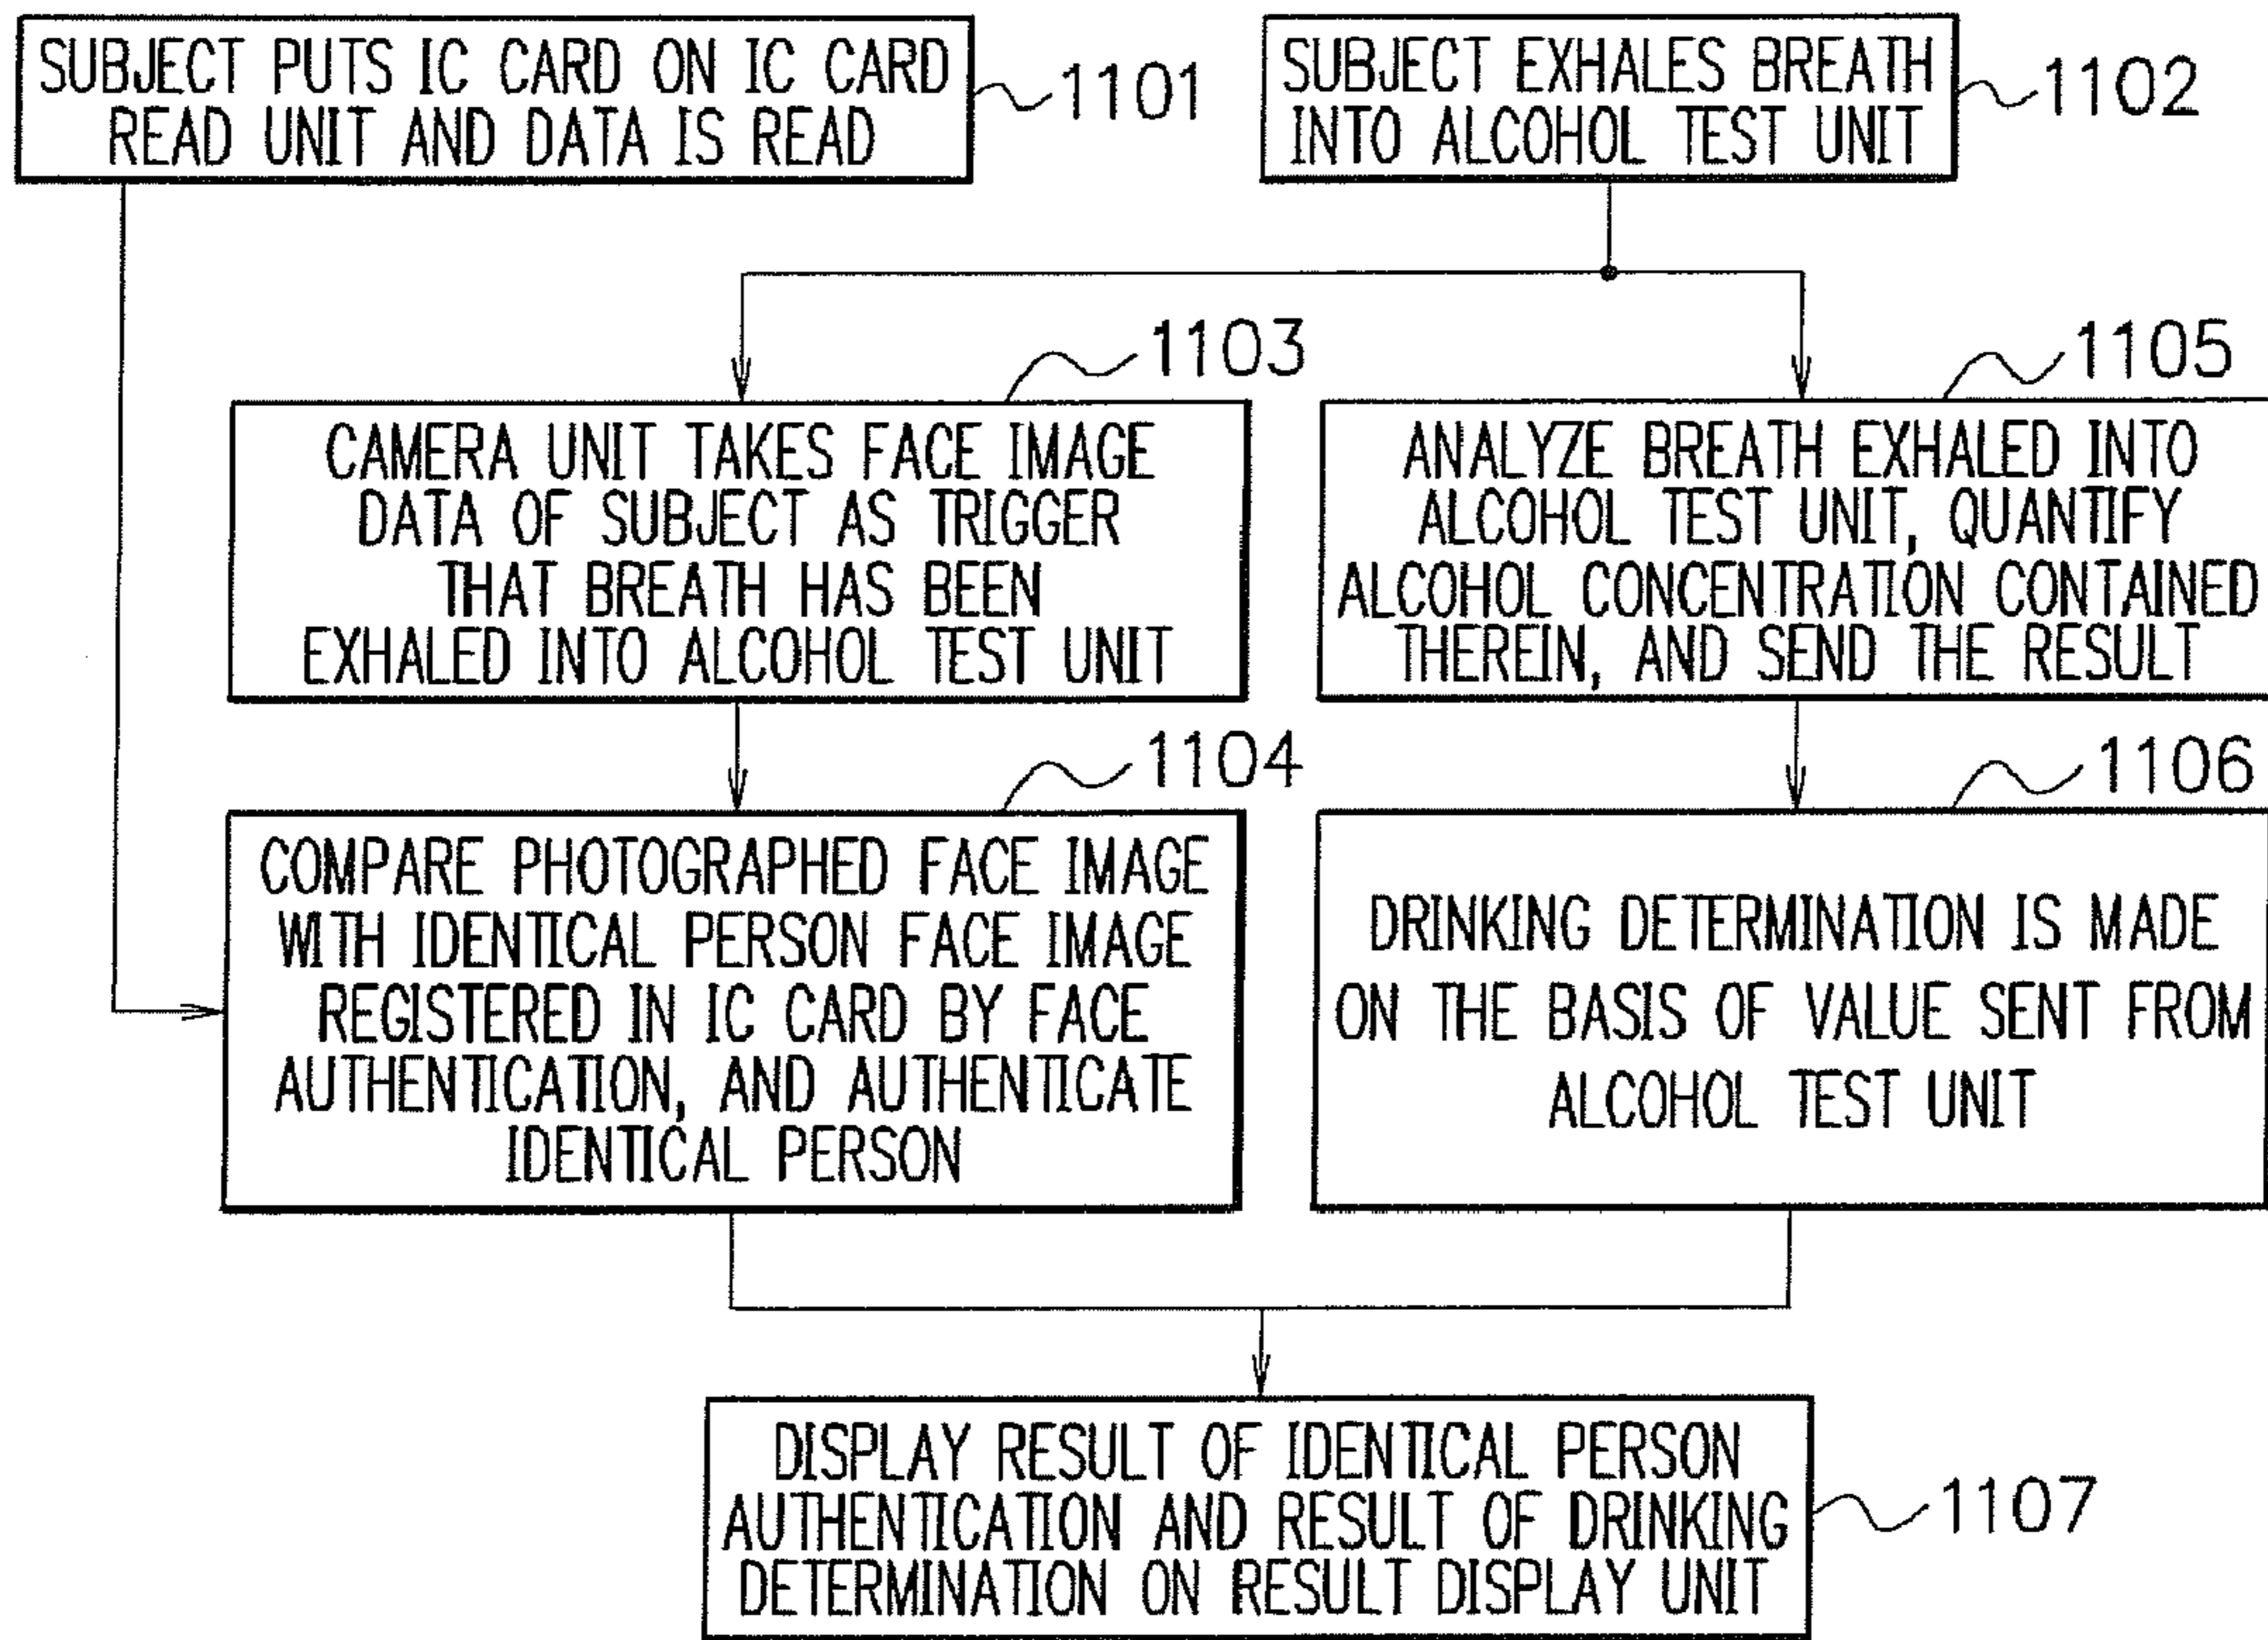 SUBJECT PUTS IC CARD ON IC CARD
READ UNIT AND DATA IS READ
1101
SUBJECT EXHALES BREATH
INTO ALCOHOL TEST UNIT
1102
1103
CAMERA UNIT TAKES FACE IMAGE
DATA OF SUBJECT AS TRIGGER
THAT BREATH HAS BEEN
EXHALED INTO ALCOHOL TEST UNIT
1105
ANALYZE BREATH EXHALED INTO
ALCOHOL TEST UNIT, QUANTIFY
ALCOHOL CONCENTRATION CONTAINED
THEREIN, AND SEND THE RESULT
1104
COMPARE PHOTOGRAPHED FACE IMAGE
WITH IDENTICAL PERSON FACE IMAGE
REGISTERED IN IC CARD BY FACE
AUTHENTICATION, AND AUTHENTICATE
IDENTICAL PERSON
1106
DRINKING DETERMINATION IS MADE
ON THE BASIS OF VALUE SENT FROM
ALCOHOL TEST UNIT
DISPLAY RESULT OF IDENTICAL PERSON
AUTHENTICATION AND RESULT OF DRINKING
DETERMINATION ON RESULT DISPLAY UNIT
1107